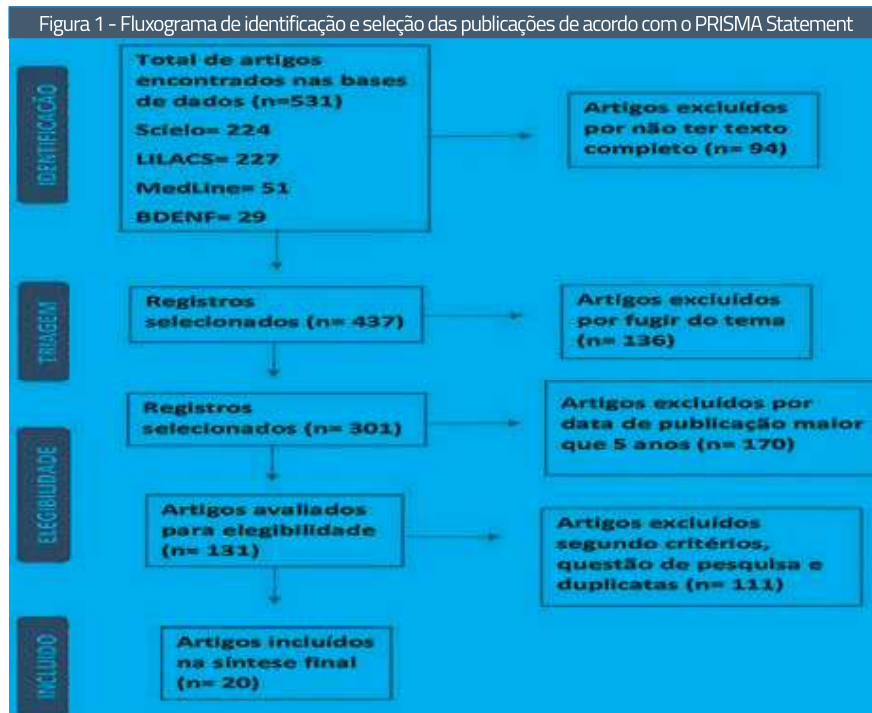 Figura 1 - Fluxograma de identificação e seleção das publicações de acordo com o PRISMA Statement
IDENTIFICAÇÃO
Total de artigos
encontrados nas bases
de dados (n=531)
Scielo= 224
LILACS= 227
MedLine= 51
BDENF= 29
Artigos excluídos
por não ter texto
completo (n= 94)
TRIAGEM
Registros
selecionados (n= 437)
Artigos excluídos
por fugir do tema
(n= 136)
ELEGIBILIDADE
Registros
selecionados (n= 301)
Artigos excluídos por
data de publicação maior
que 5 anos (n= 170)
Artigos avaliados
para elegibilidade
(n= 131)
Artigos excluídos
segundo critérios,
questão de pesquisa e
duplicatas (n= 111)
INCLUIDO
Artigos incluídos
na síntese final
(n= 20)